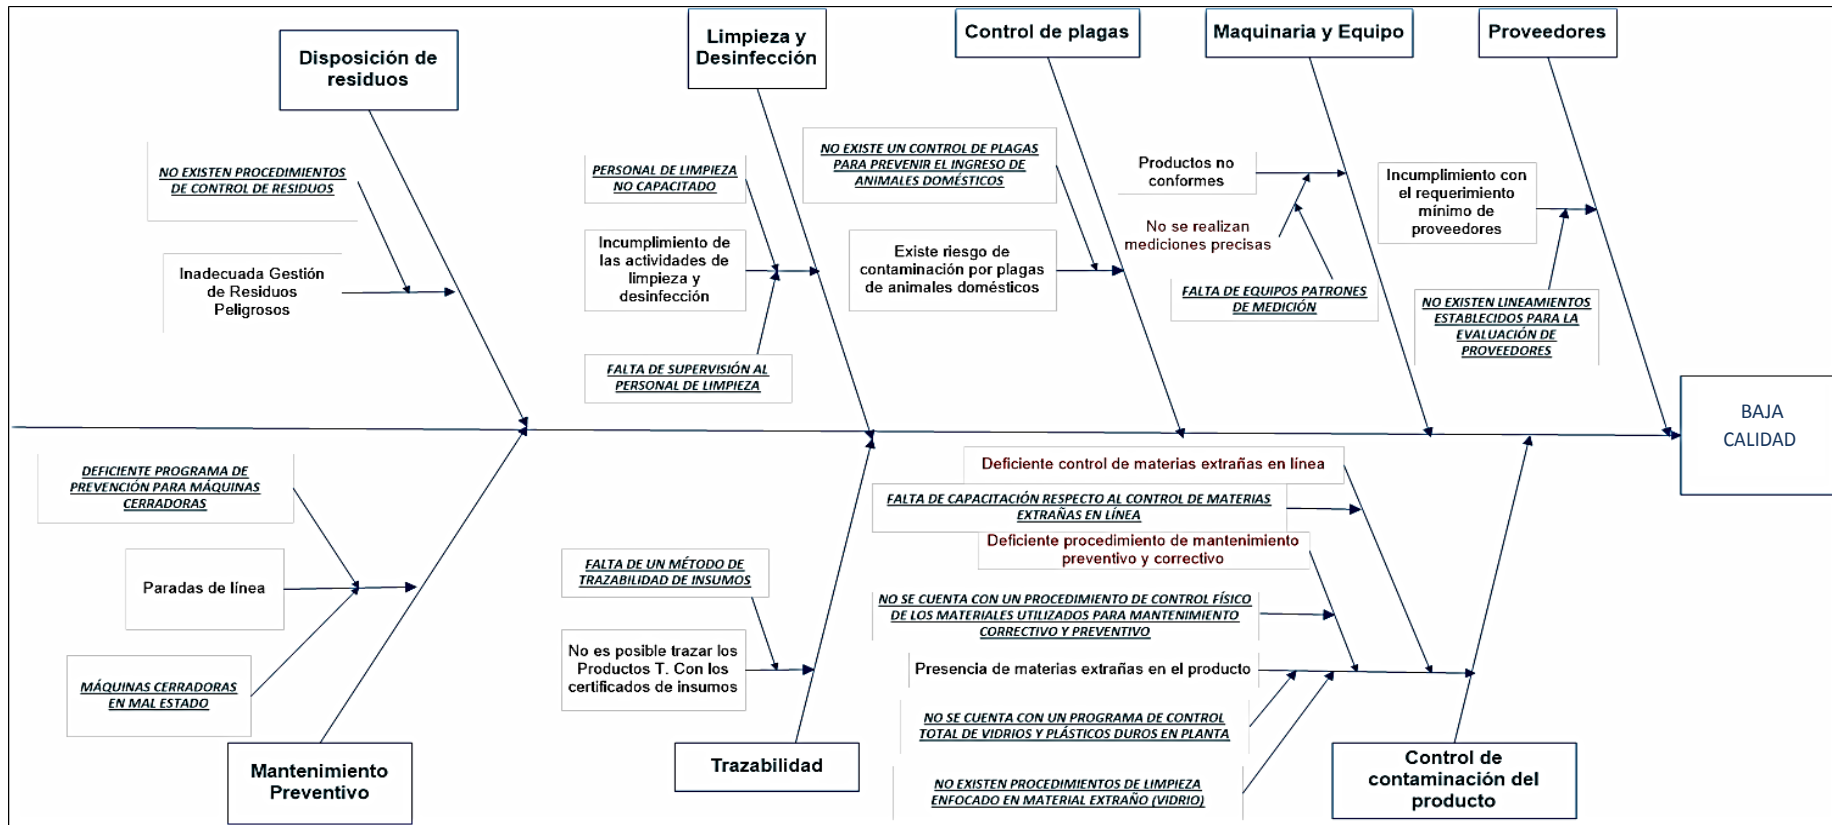 Disposición de
residuos
Limpieza y
Desinfección
Control de plagas
Maquinaria y Equipo
Proveedores
NO EXISTEN PROCEDIMIENTOS
DE CONTROL DE RESIDUOS
Inadecuada Gestión
de Residuos
Peligrosos
PERSONAL DE LIMPIEZA
NO CAPACITADO
Incumplimiento de
las actividades de
limpieza y
desinfección
FALTA DE SUPERVISIÓN AL
PERSONAL DE LIMPIEZA
NO EXISTE UN CONTROL DE PLAGAS
PARA PREVENIR EL INGRESO DE
ANIMALES DOMÉSTICOS
Existe riesgo de
contaminación por plagas
de animales domésticos
Productos no
conformes
No se realizan
mediciones precisas
FALTA DE EQUIPOS PATRONES
DE MEDICIÓN
Incumplimiento con
el requerimiento
mínimo de
proveedores
NO EXISTEN LINEAMIENTOS
ESTABLECIDOS PARA LA
EVALUACIÓN DE
PROVEEDORES
BAJA
CALIDAD
DEFICIENTE PROGRAMA DE
PREVENCIÓN PARA MÁQUINAS
CERRADORAS
Paradas de línea
MÁQUINAS CERRADORAS
EN MAL ESTADO
Mantenimiento
Preventivo
FALTA DE UN MÉTODO DE
TRAZABILIDAD DE INSUMOS
No es posible trazar los
Productos T. Con los
certificados de insumos
Trazabilidad
Deficiente control de materias extrañas en línea
FALTA DE CAPACITACIÓN RESPECTO AL CONTROL DE MATERIAS
EXTRAÑAS EN LÍNEA
Deficiente procedimiento de mantenimiento
preventivo y correctivo
NO SE CUENTA CON UN PROCEDIMIENTO DE CONTROL FÍSICO
DE LOS MATERIALES UTILIZADOS PARA MANTENIMIENTO
CORRECTIVO Y PREVENTIVO
Presencia de materias extrañas en el producto
NO SE CUENTA CON UN PROGRAMA DE CONTROL
TOTAL DE VIDRIOS Y PLÁSTICOS DUROS EN PLANTA
NO EXISTEN PROCEDIMIENTOS DE LIMPIEZA
ENFOCADO EN MATERIAL EXTRAÑO (VIDRIO)
Control de
contaminación del
producto